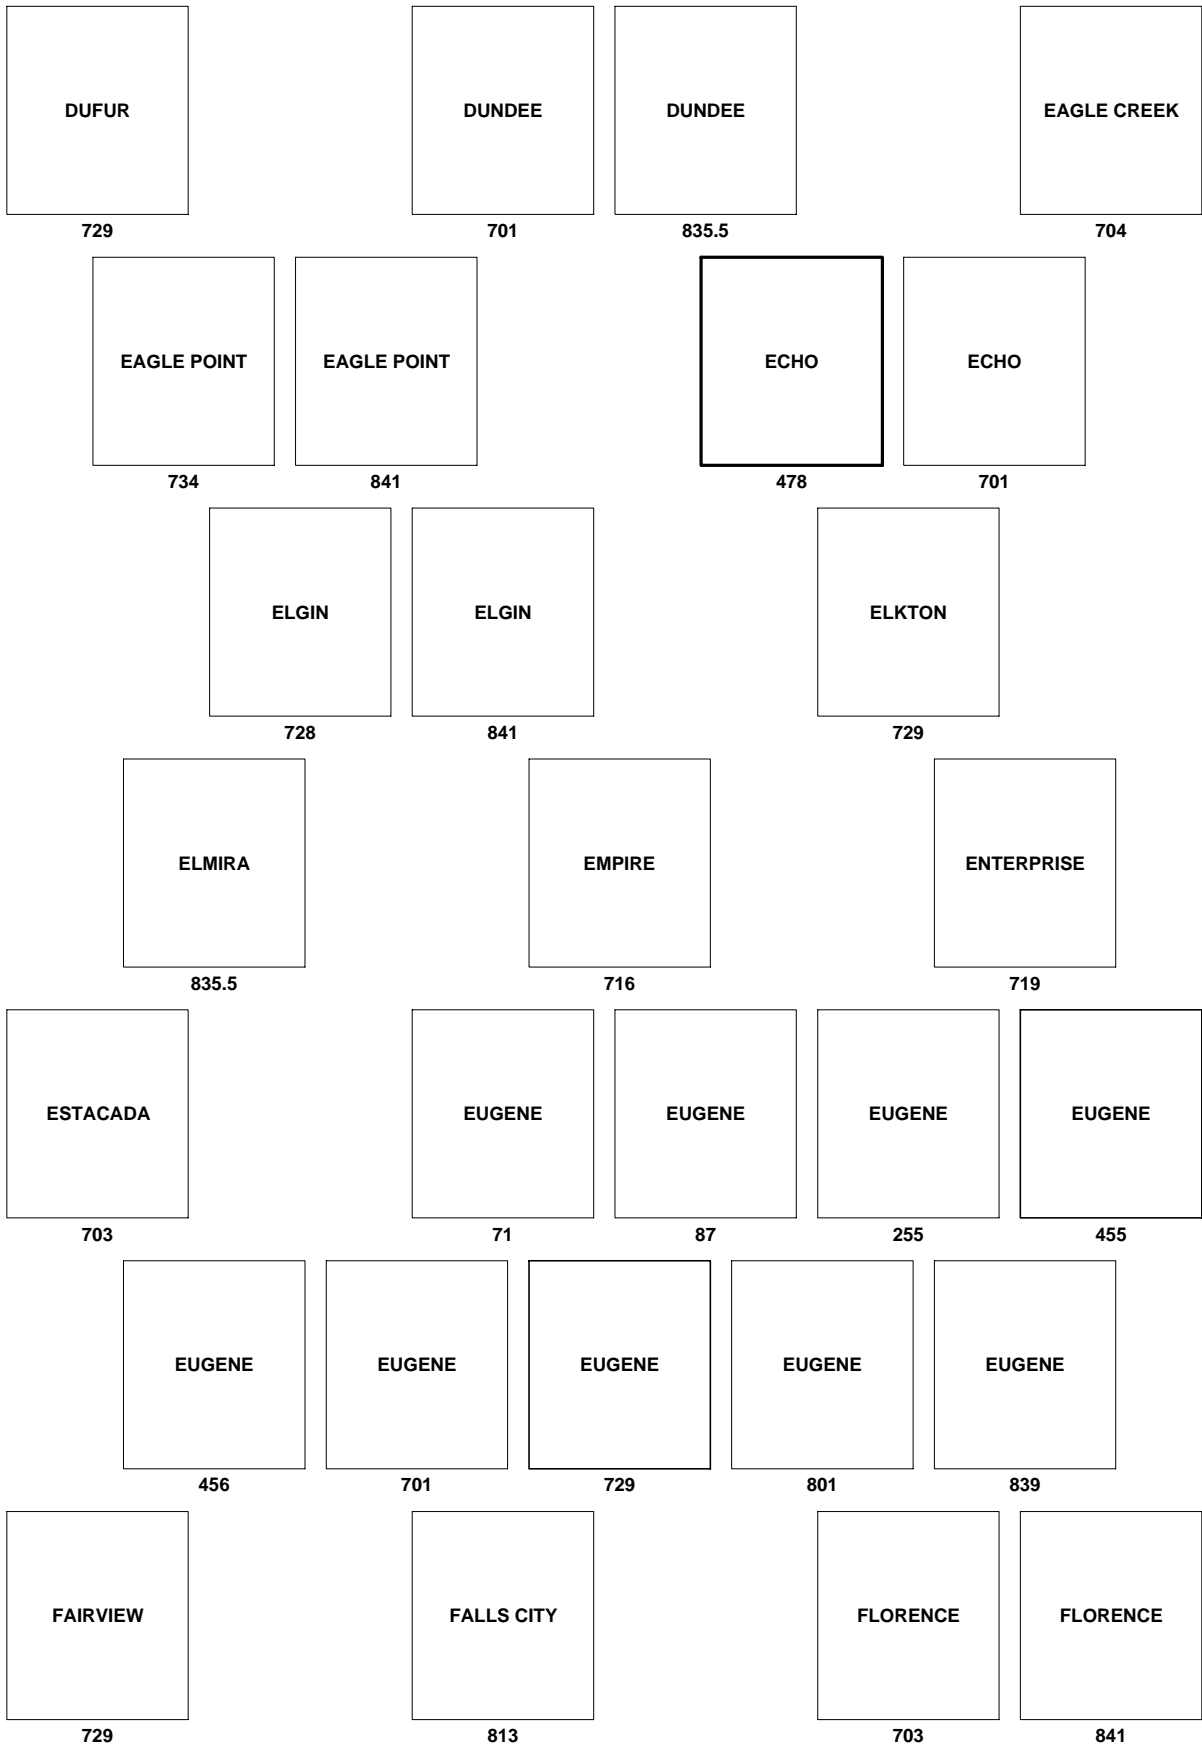 DUFUR DUNDEE DUNDEE EAGLE CREEK
729 701 835.5 704
EAGLE POINT EAGLE POINT ECHO ECHO
734 841 478 701
ELGIN ELGIN ELKTON
728 841 729
ELMIRA EMPIRE ENTERPRISE
835.5 716 719
ESTACADA EUGENE EUGENE EUGENE EUGENE
703 71 87 255 455
EUGENE EUGENE EUGENE EUGENE EUGENE
456 701 729 801 839
FAIRVIEW FALLS CITY FLORENCE FLORENCE
729 813 703 841